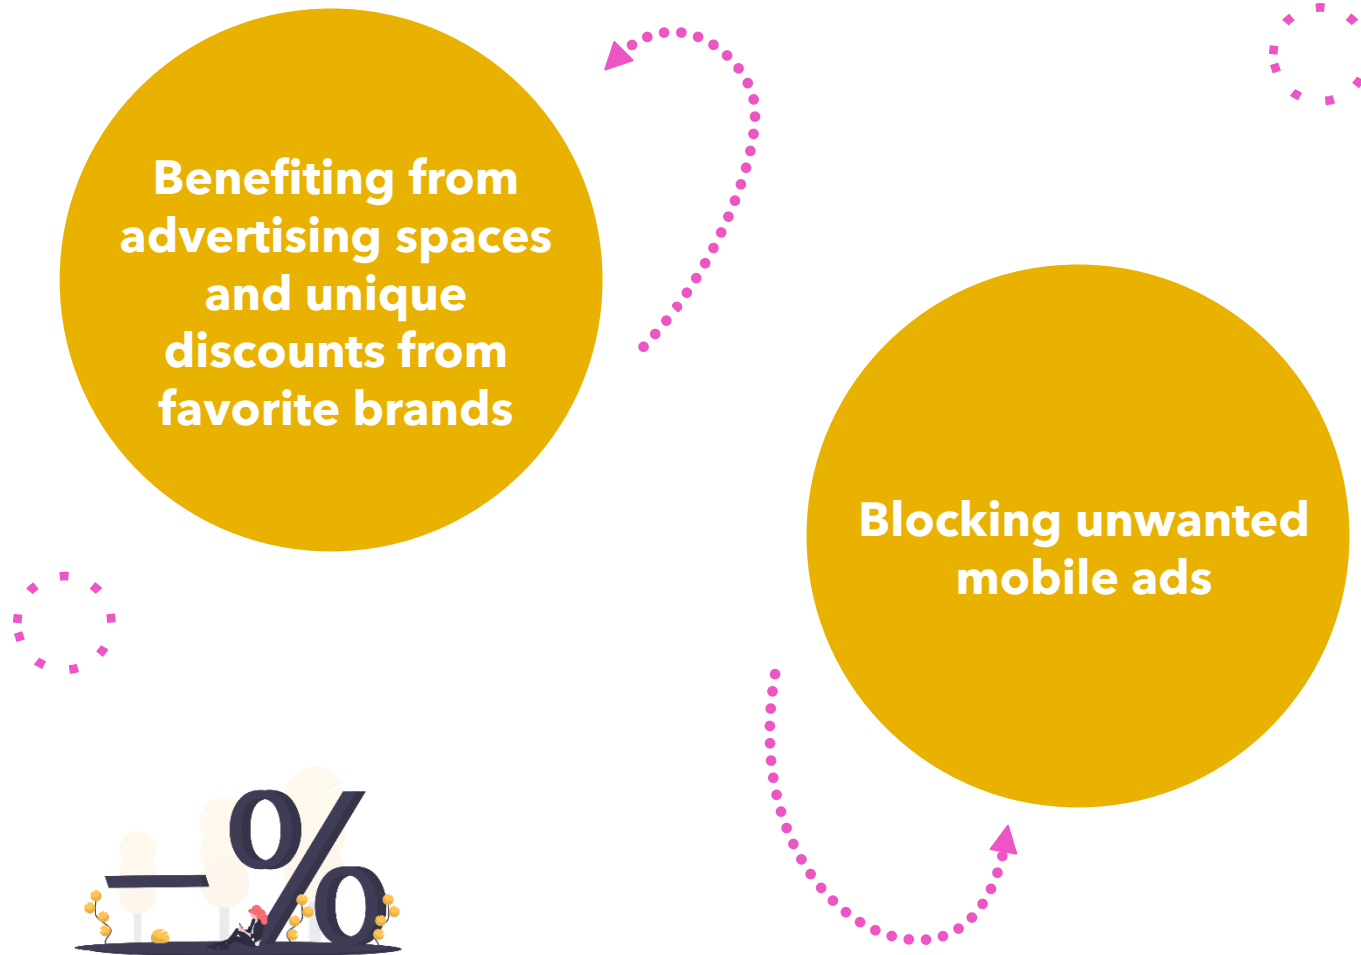 Benefiting from
advertising spaces
and unique
discounts from
favorite brands
Blocking unwanted
mobile ads
–%